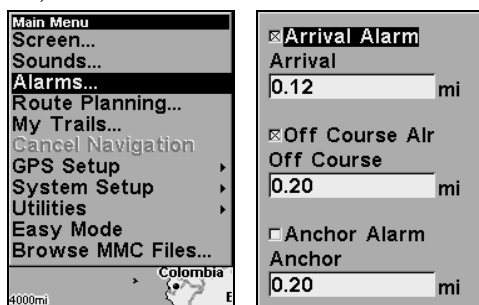 Main Menu
Screen...
Sounds...
Alarms...
Route Planning...
My Trails...
Cancel Navigation
GPS Setup
System Setup
Utilities
Easy Mode
Browse MMC Files...
Colombia
4000mi
E
Arrival Alarm
Arrival
0.12 mi
Off Course Alr
Off Course
0.20 mi
Anchor Alarm
Anchor
0.20 mi